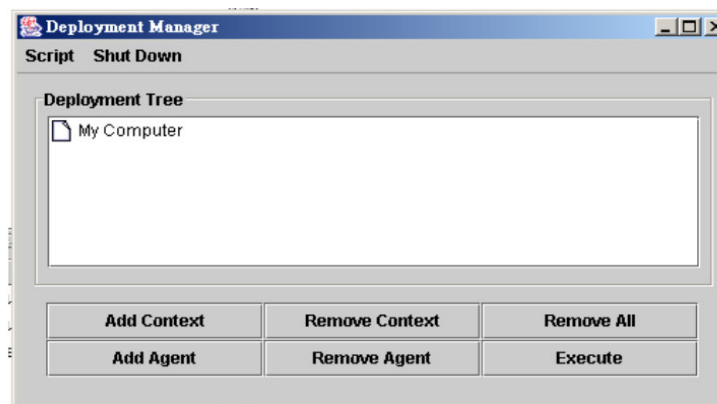 Deployment Manager
Script Shut Down
Deployment Tree
My Computer
Add Context Remove Context Remove All
Add Agent Remove Agent Execute